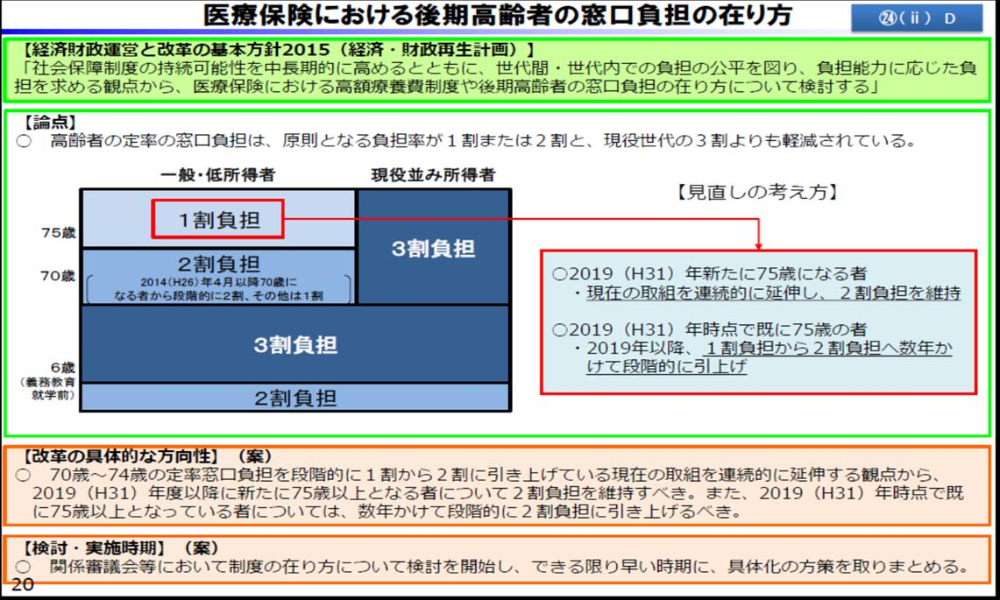 医療保険における後期高齢者の窓口負担の在り方
㉔(ⅱ) D
【経済財政運営と改革の基本方針2015（経済・財政再生計画）】
「社会保障制度の持続可能性を中長期的に高めるとともに、世代間・世代内での負担の公平を図り、負担能力に応じた負
担を求める観点から、医療保険における高額療養費制度や後期高齢者の窓口負担の在り方について検討する」
【論点】
○ 高齢者の定率の窓口負担は、原則となる負担率が１割または２割と、現役世代の３割よりも軽減されている。
一般・低所得者
現役並み所得者
75歳
70歳
6歳
（義務教育
就学前）
１割負担
２割負担
2014(H26)年４月以降70歳に
なる者から段階的に2割、その他は1割
３割負担
３割負担
２割負担
【見直しの考え方】
○2019（H31）年新たに75歳になる者
・現在の取組を連続的に延伸し、２割負担を維持
○2019（H31）年時点で既に75歳の者
・2019年以降、１割負担から２割負担へ数年か
けて段階的に引上げ
【改革の具体的な方向性】（案）
○ 70歳～74歳の定率窓口負担を段階的に１割から２割に引き上げている現在の取組を連続的に延伸する観点から、
2019（H31）年度以降に新たに75歳以上となる者について２割負担を維持すべき。また、2019（H31）年時点で既
に75歳以上となっている者については、数年かけて段階的に２割負担に引き上げるべき。
【検討・実施時期】（案）
○ 関係審議会等において制度の在り方について検討を開始し、できる限り早い時期に、具体化の方策を取りまとめる。
20